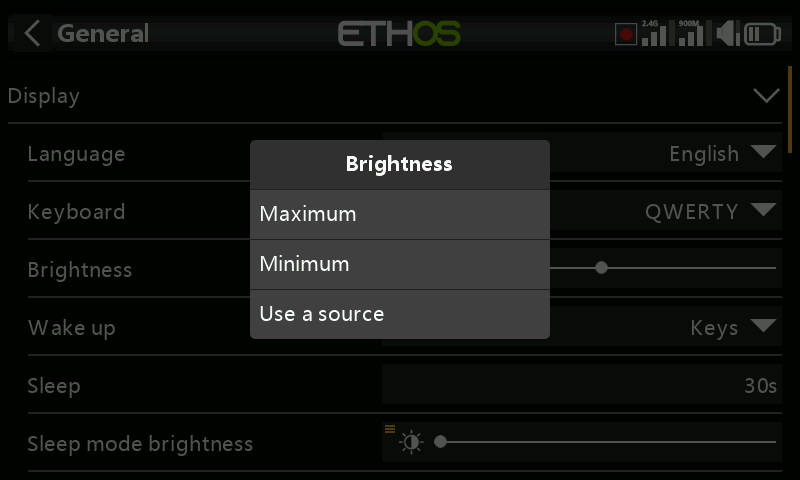 General
ETHOS
2.4G
900M
Display
Language
English
Keyboard
QWERTY
Brightness
Wake up
Keys
Sleep
30s
Sleep mode brightness
Brightness
Maximum
Minimum
Use a source